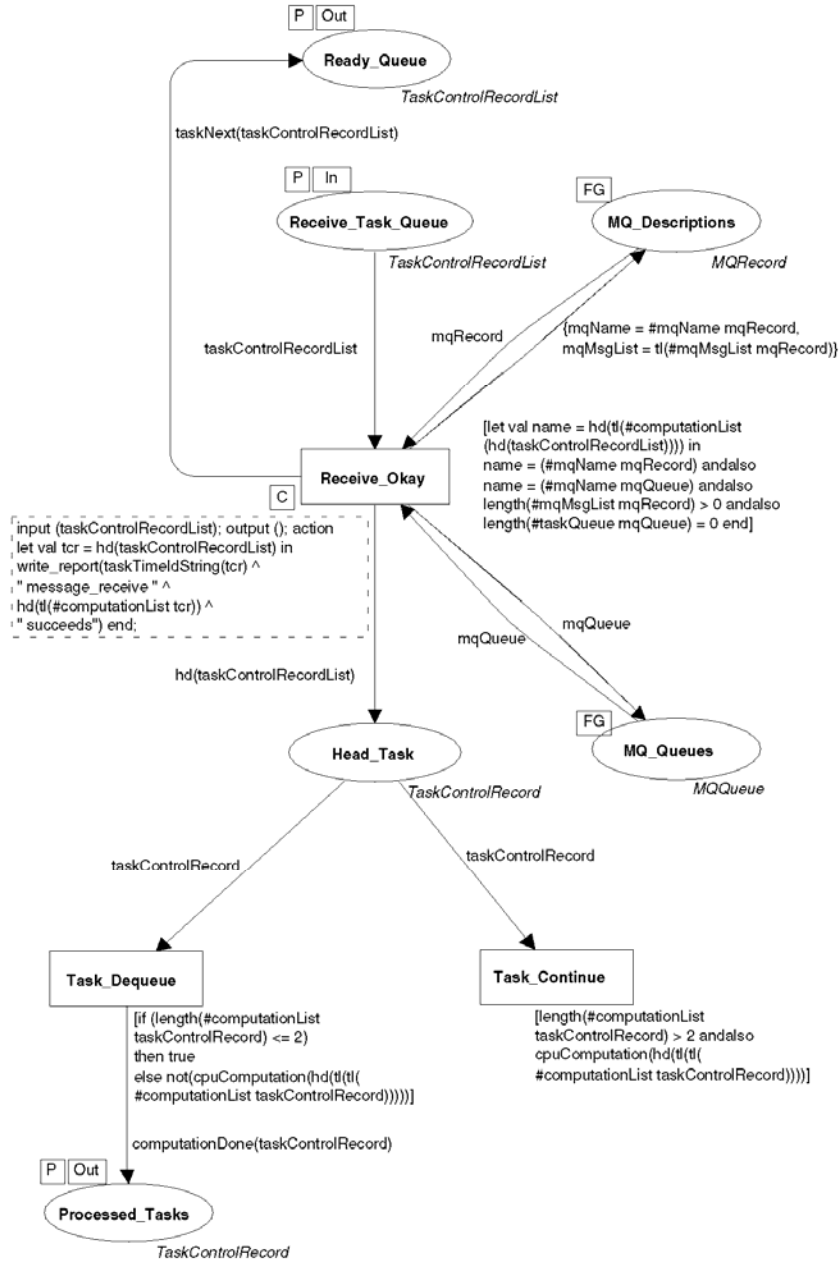 P Out
Ready_Queue
TaskControlRecordList
taskNext(taskControlRecordList)
P In
Receive_Task_Queue
TaskControlRecordList
FG
MQ_Descriptions
MQRecord
taskControlRecordList
mqRecord
{mqName = #mqName mqRecord,
mqMsgList = tl(#mqMsgList mqRecord)}
[let val name = hd(tl(#computationList
(hd(taskControlRecordList)))) in
name = (#mqName mqRecord) andalso
name = (#mqName mqQueue) andalso
length(#mqMsgList mqRecord) > 0 andalso
length(#taskQueue mqQueue) = 0 end]
Receive_Okay
C
input (taskControlRecordList); output (); action
let val tcr = hd(taskControlRecordList) in
write_report(taskTimeIdString(tcr) ^
" message_receive " ^
hd(tl(#computationList tcr)) ^
" succeeds") end;
mqQueue
mqQueue
hd(taskControlRecordList)
Head_Task
TaskControlRecord
FG
MQ_Queues
MQQueue
taskControlRecord
taskControlRecord
Task_Dequeue
[if (length(#computationList
taskControlRecord) <= 2)
then true
else not(cpuComputation(hd(tl(tl(
#computationList taskControlRecord)))))]
Task_Continue
[length(#computationList
taskControlRecord) > 2 andalso
cpuComputation(hd(tl(tl(
#computationList taskControlRecord))))]
computationDone(taskControlRecord)
P Out
Processed_Tasks
TaskControlRecord